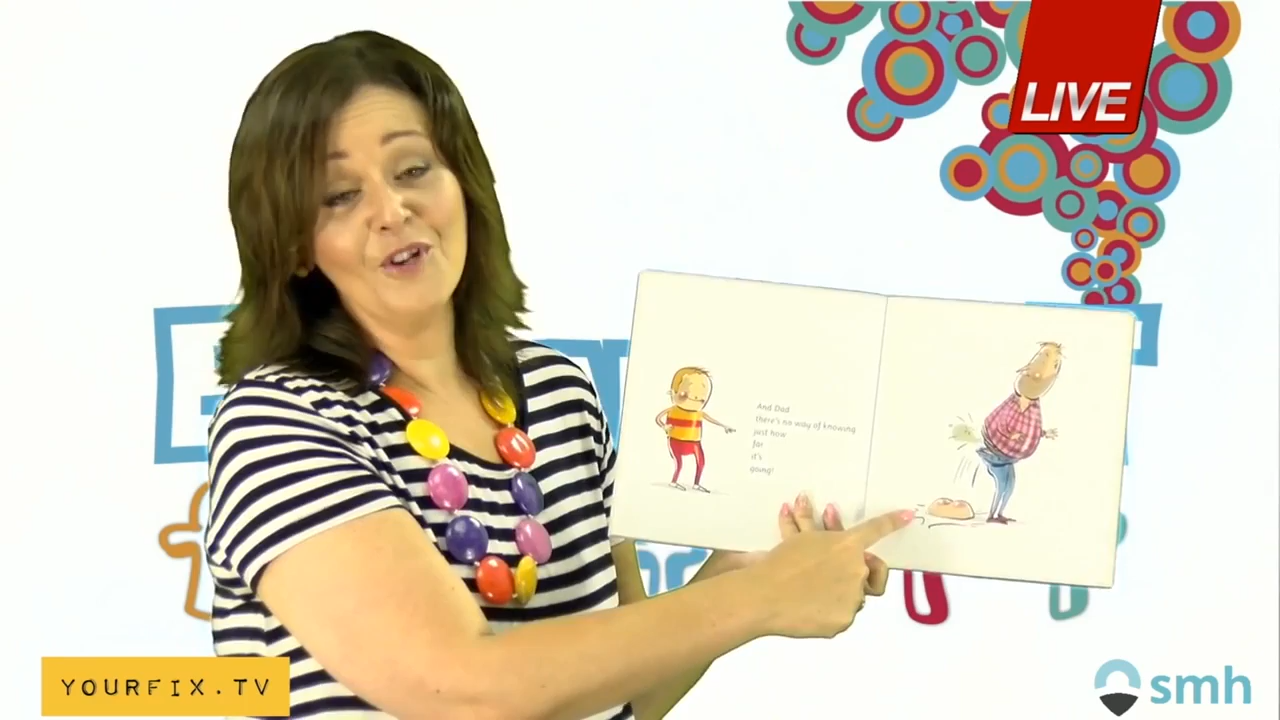 LIVE
And Dad
there's no way of knowing
just how
far
it's
going!
YOURFIX.TV
smh